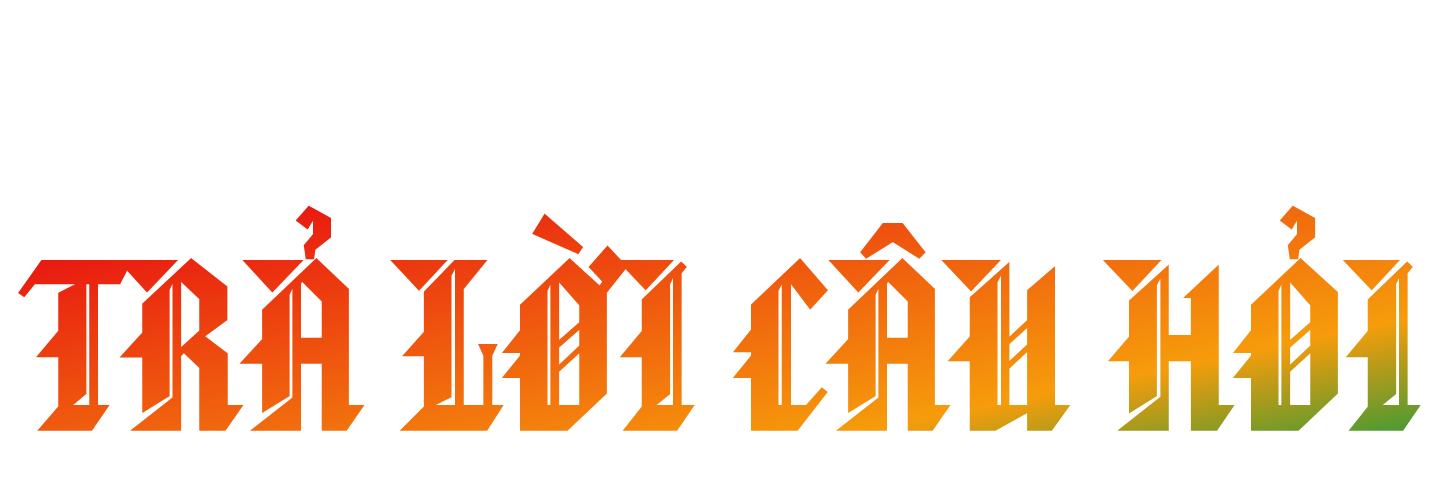 TRẢ LỜI CÂU HỎI